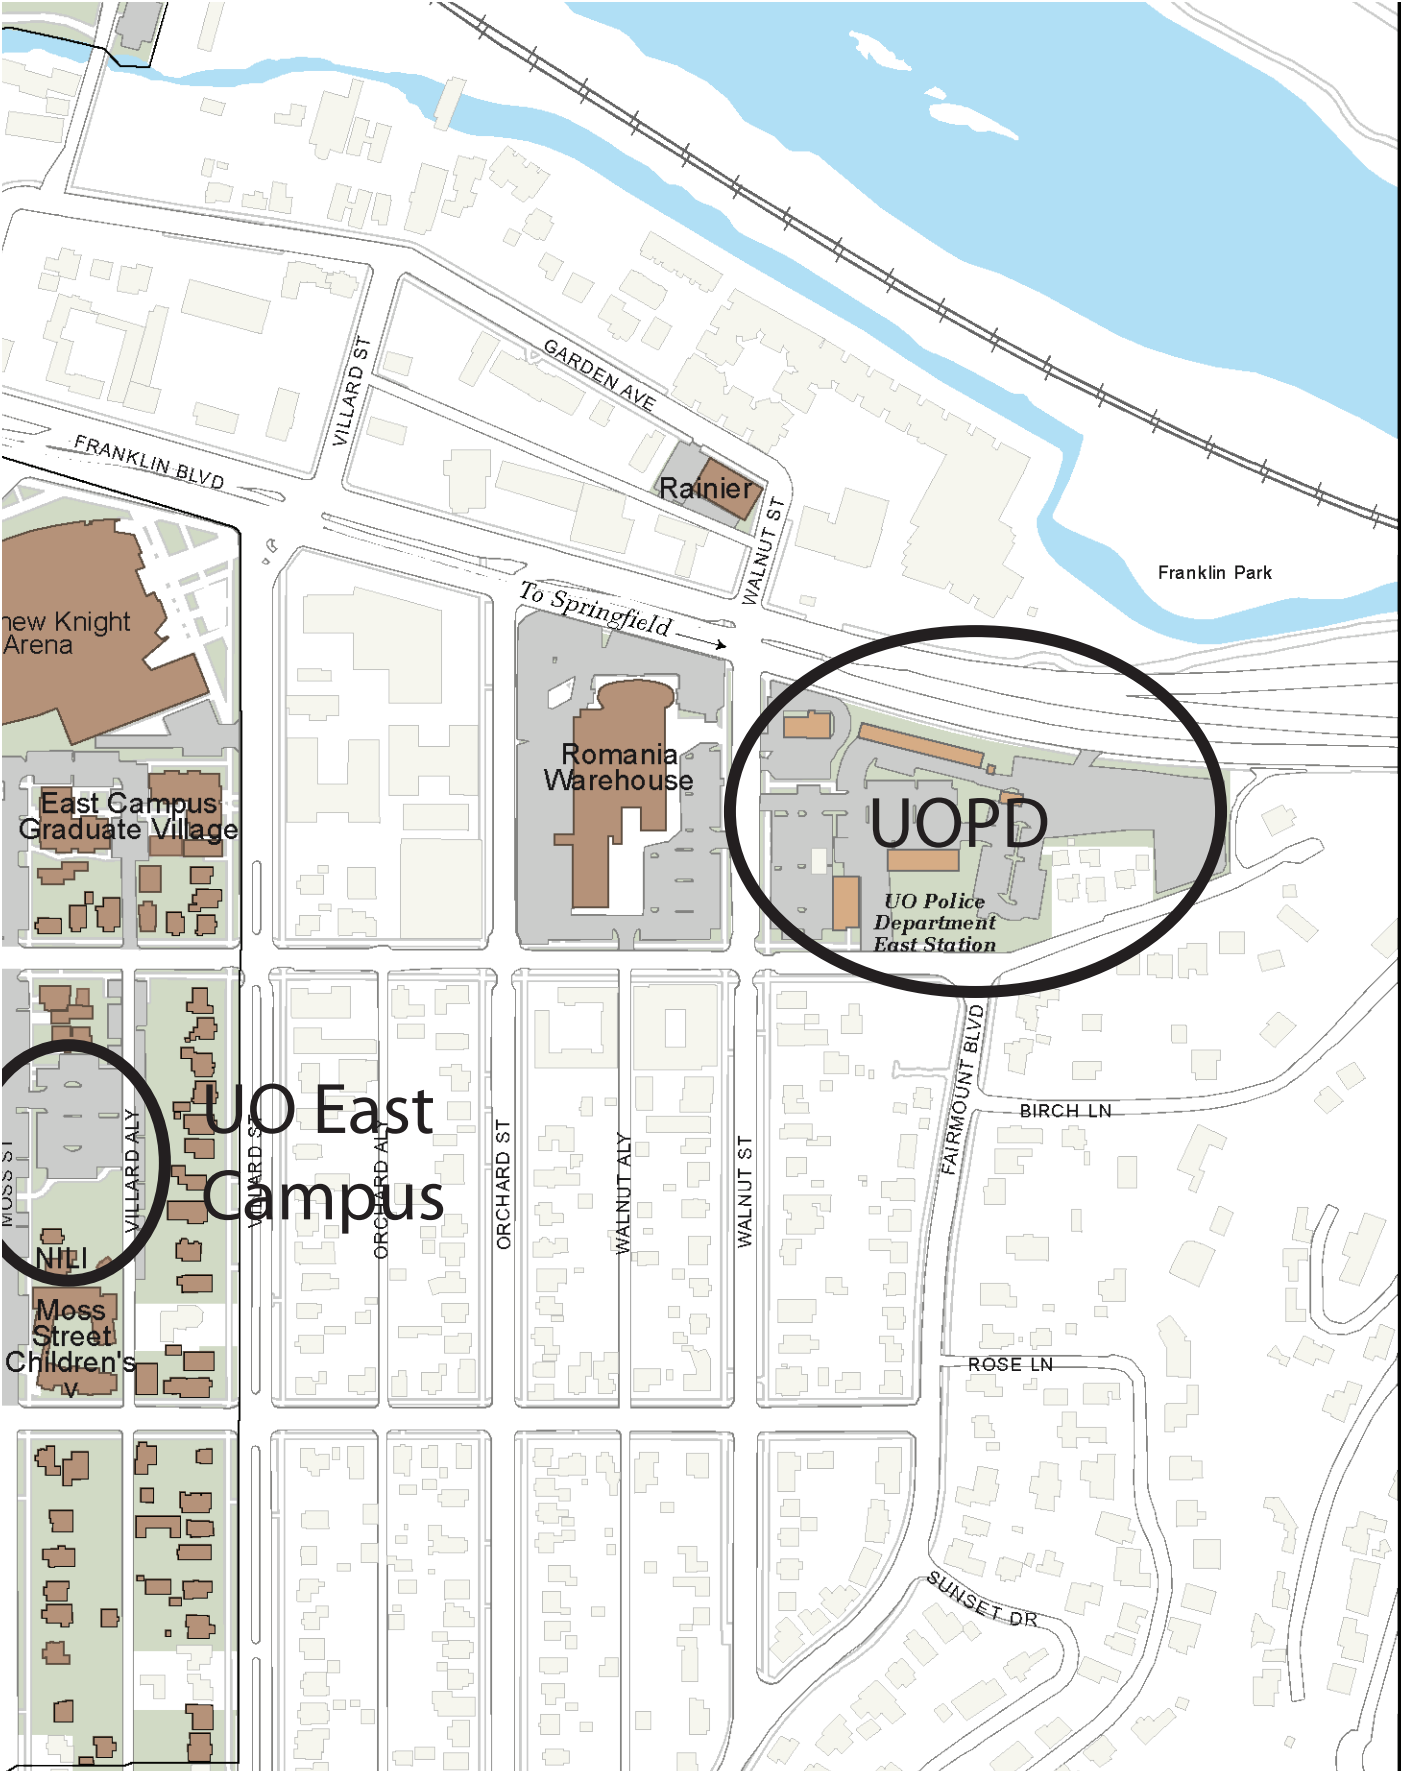 GARDEN AVE
VILLARD ST
FRANKLIN BLVD
Rainier
WALNUT ST
Franklin Park
To Springfield
new Knight
Arena
Romania
Warehouse
East Campus
Graduate Village
UOPD
UO Police
Department
East Station
FAIRMOUNT BLVD
BIRCH LN
UO East
Campus
MOSS ST
VILLARD ALY
VILLARD ST
ORCHARD ALY
ORCHARD ST
WALNUT ALY
WALNUT ST
NILI
Moss
Street
Children's
ROSE LN
SUNSET DR